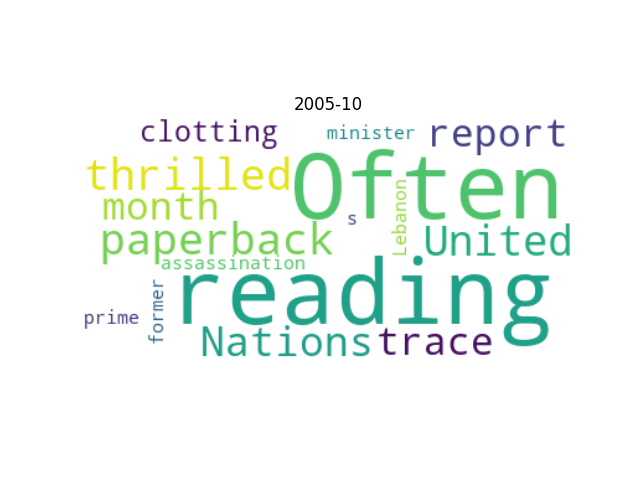 2005-10
clotting
minister
report
thrilled
Often
month
s
Lebanon
paperback
United
assassination
reading
prime
former
Nations
trace